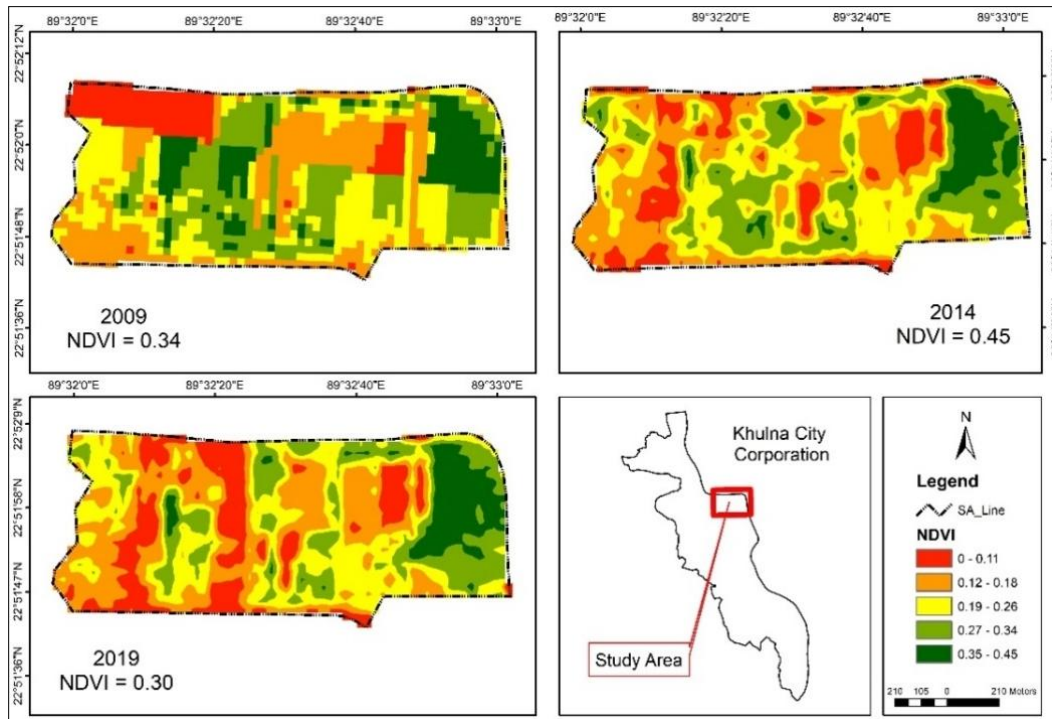 89°32'0"E 89°32'20"E 89°32'40"E 89°33'0"E
89°32'0"E 89°32'20"E 89°32'40"E 89°33'0"E
22°52'12"N
22°52'0"N
22°51'48"N
22°51'36"N
2009
NDVI = 0.34
2014
NDVI = 0.45
89°32'0"E 89°32'20"E 89°32'40"E 89°33'0"E
22°52'9"N
22°51'58"N
22°51'47"N
22°51'36"N
2019
NDVI = 0.30
Khulna City
Corporation
Study Area
N
Legend
SA_Line
NDVI
0 - 0.11
0.12 - 0.18
0.19 - 0.26
0.27 - 0.34
0.35 - 0.45
210 105 0 210 Motors